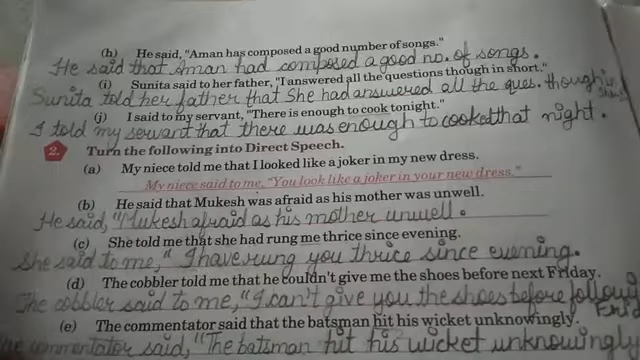 (h) He said, "Aman has composed a good number of songs."
He said that Aman had composed a good no. of songs.
(i) Sunita said to her father, "I answered all the questions though in short."
Sunita told her father that She had answered all the ques. though in short
(j) I said to my servant, "There is enough to cook tonight."
I told my servant that there was enough to cooked that night.
2. Turn the following into Direct Speech.
(a) My niece told me that I looked like a joker in my new dress.
My niece said to me, "You look like a joker in your new dress."
(b) He said that Mukesh was afraid as his mother was unwell.
He said, "Mukesh afraid as his mother unwell.
(c) She told me that she had rung me thrice since evening.
She said to me, "I have rung you thrice since evening.
(d) The cobbler told me that he couldn't give me the shoes before next Friday.
The cobbler said to me, "I can't give you the shoes before
(e) The commentator said that the batsman hit his wicket unknowingly.
commentator said, "The batsman hit his wicket unknowingly